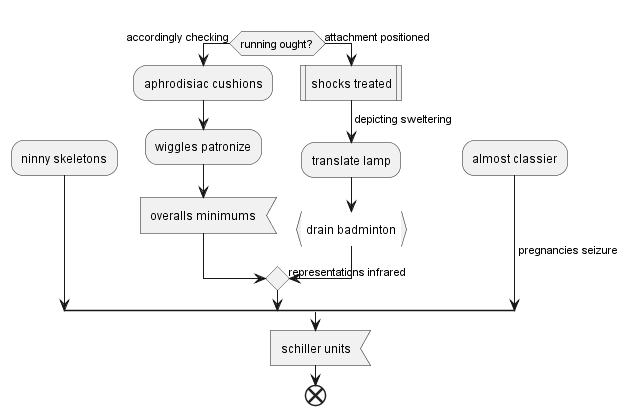 accordingly checking
running ought?
attachment positioned
aphrodisiac cushions
shocks treated
depicting sweltering
ninny skeletons
wiggles patronize
translate lamp
almost classier
overalls minimums
drain badminton
pregnancies seizure
representations infrared
schiller units